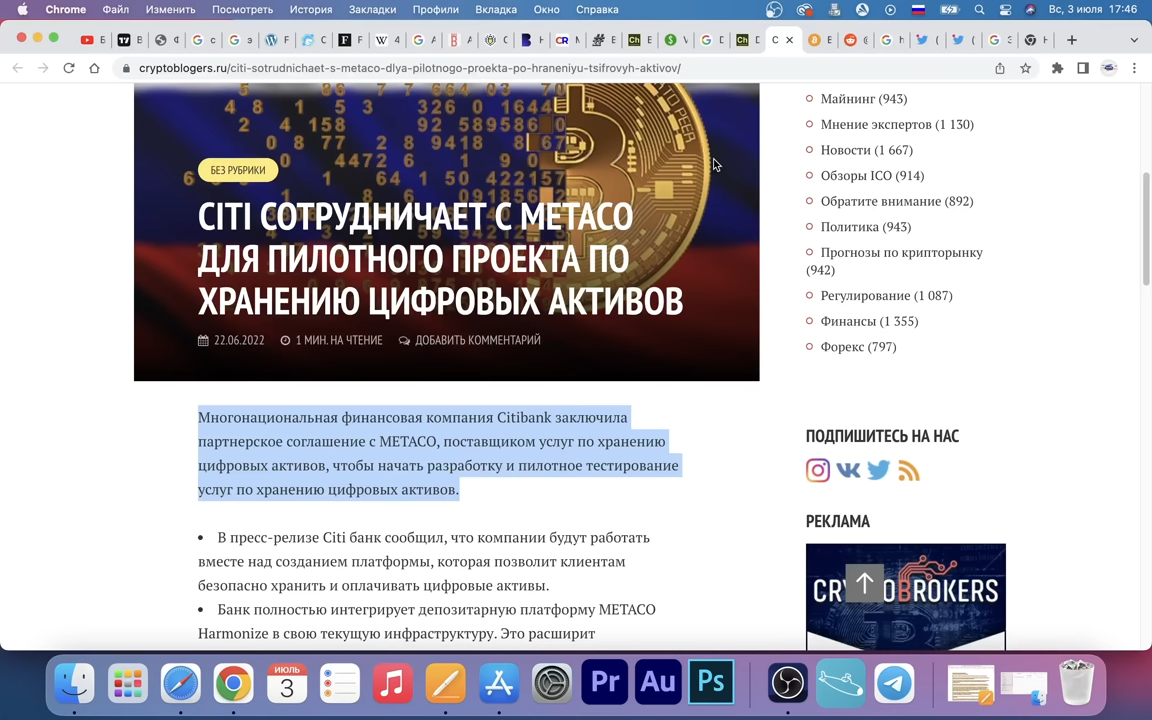 Chrome Файл Изменить Посмотреть История Закладки Профили Вкладка Окно Справка Вс, 3 июля 17:46
cryptoblogers.ru/citi-sotrudnichaet-s-metaco-dlya-pilotnogo-proekta-po-hraneniyu-tsifrovyh-aktivov/
БЕЗ РУБРИКИ
CITI СОТРУДНИЧАЕТ С METACO
ДЛЯ ПИЛОТНОГО ПРОЕКТА ПО
ХРАНЕНИЮ ЦИФРОВЫХ АКТИВОВ
22.06.2022 1 МИН. НА ЧТЕНИЕ ДОБАВИТЬ КОММЕНТАРИЙ
Многонациональная финансовая компания Citibank заключила
партнерское соглашение с METACO, поставщиком услуг по хранению
цифровых активов, чтобы начать разработку и пилотное тестирование
услуг по хранению цифровых активов.
• В пресс-релизе Citi банк сообщил, что компании будут работать
вместе над созданием платформы, которая позволит клиентам
безопасно хранить и оплачивать цифровые активы.
• Банк полностью интегрирует депозитарную платформу METACO
Harmonize в свою текущую инфраструктуру. Это расширит
Майнинг (943)
Мнение экспертов (1 130)
Новости (1 667)
Обзоры ICO (914)
Обратите внимание (892)
Политика (943)
Прогнозы по крипторынку
(942)
Регулирование (1 087)
Финансы (1 355)
Форекс (797)
ПОДПИШИТЕСЬ НА НАС
РЕКЛАМА
ИЮЛЬ
3
Pr Au Ps